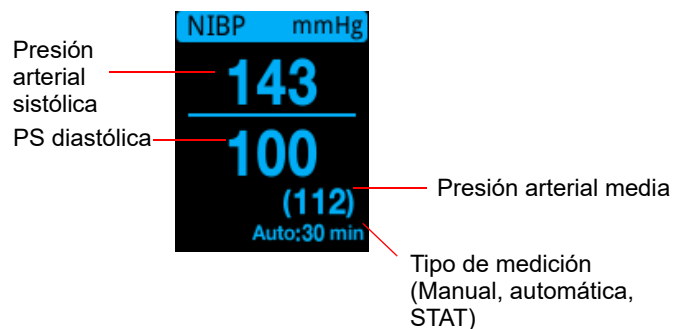 NIBP mmHg
Presión
arterial
sistólica
143
PS diastólica
100
(112)
Presión arterial media
Auto:30 min
Tipo de medición
(Manual, automática,
STAT)